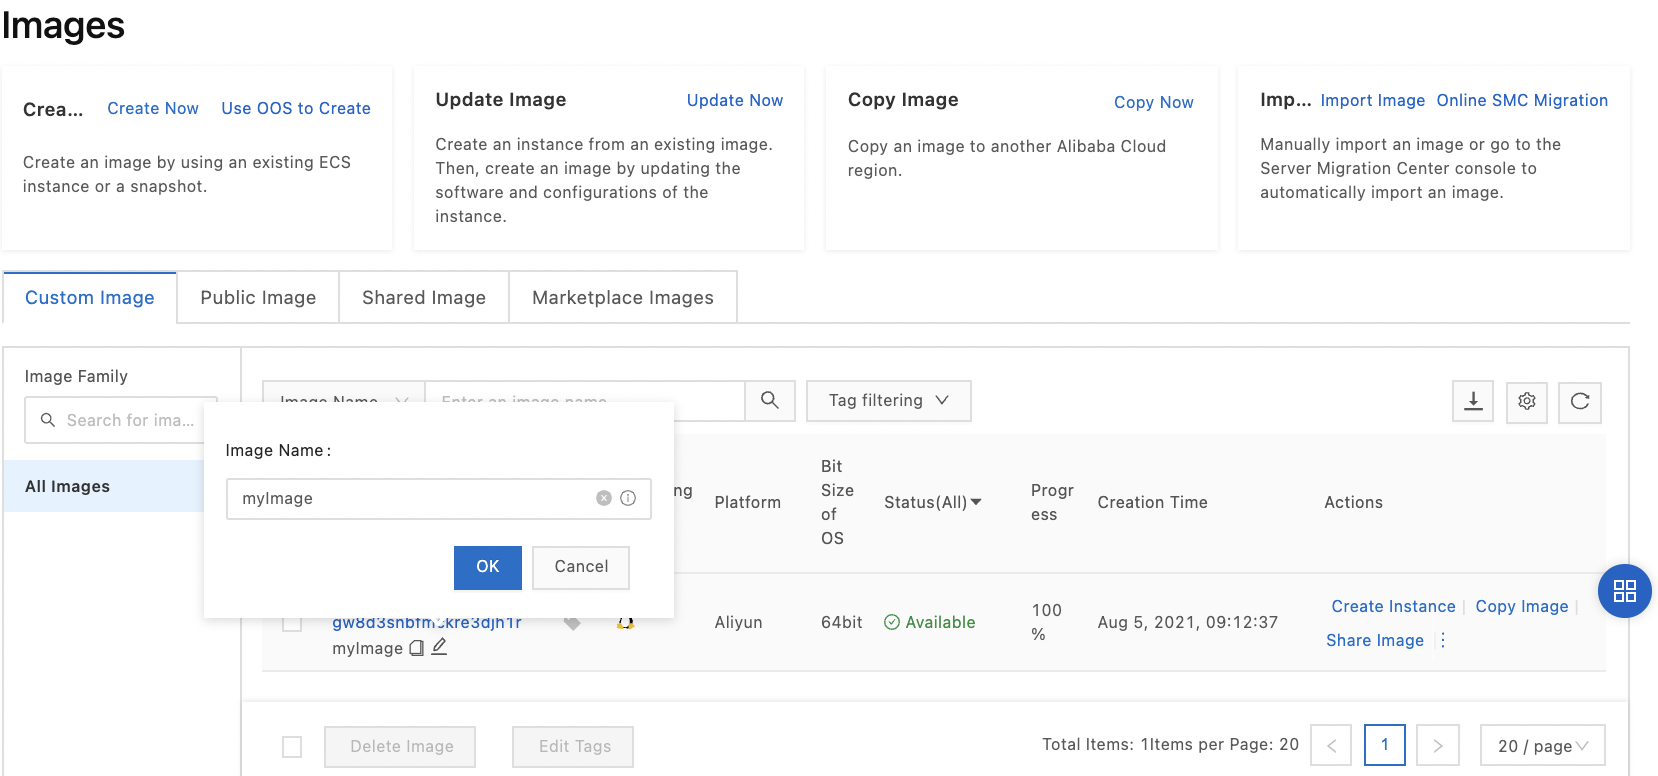 Images
Crea... Create Now Use OOS to Create
Create an image by using an existing ECS
instance or a snapshot.
Update Image Update Now
Create an instance from an existing image.
Then, create an image by updating the
software and configurations of the
instance.
Copy Image Copy Now
Copy an image to another Alibaba Cloud
region.
Imp... Import Image Online SMC Migration
Manually import an image or go to the
Server Migration Center console to
automatically import an image.
Custom Image Public Image Shared Image Marketplace Images
Image Family
Search for ima...
All Images
Image Name Enter an image name Tag filtering
Image Name:
myImage
OK Cancel
ng
Platform
Bit
Size
of
OS
Status(All)
Progr
ess
Creation Time
Actions
myImage
Aliyun
64bit
Available
100
%
Aug 5, 2021, 09:12:37
Create Instance Copy Image
Share Image
Delete Image Edit Tags
Total Items: 1Items per Page: 20 < 1 > 20 / page